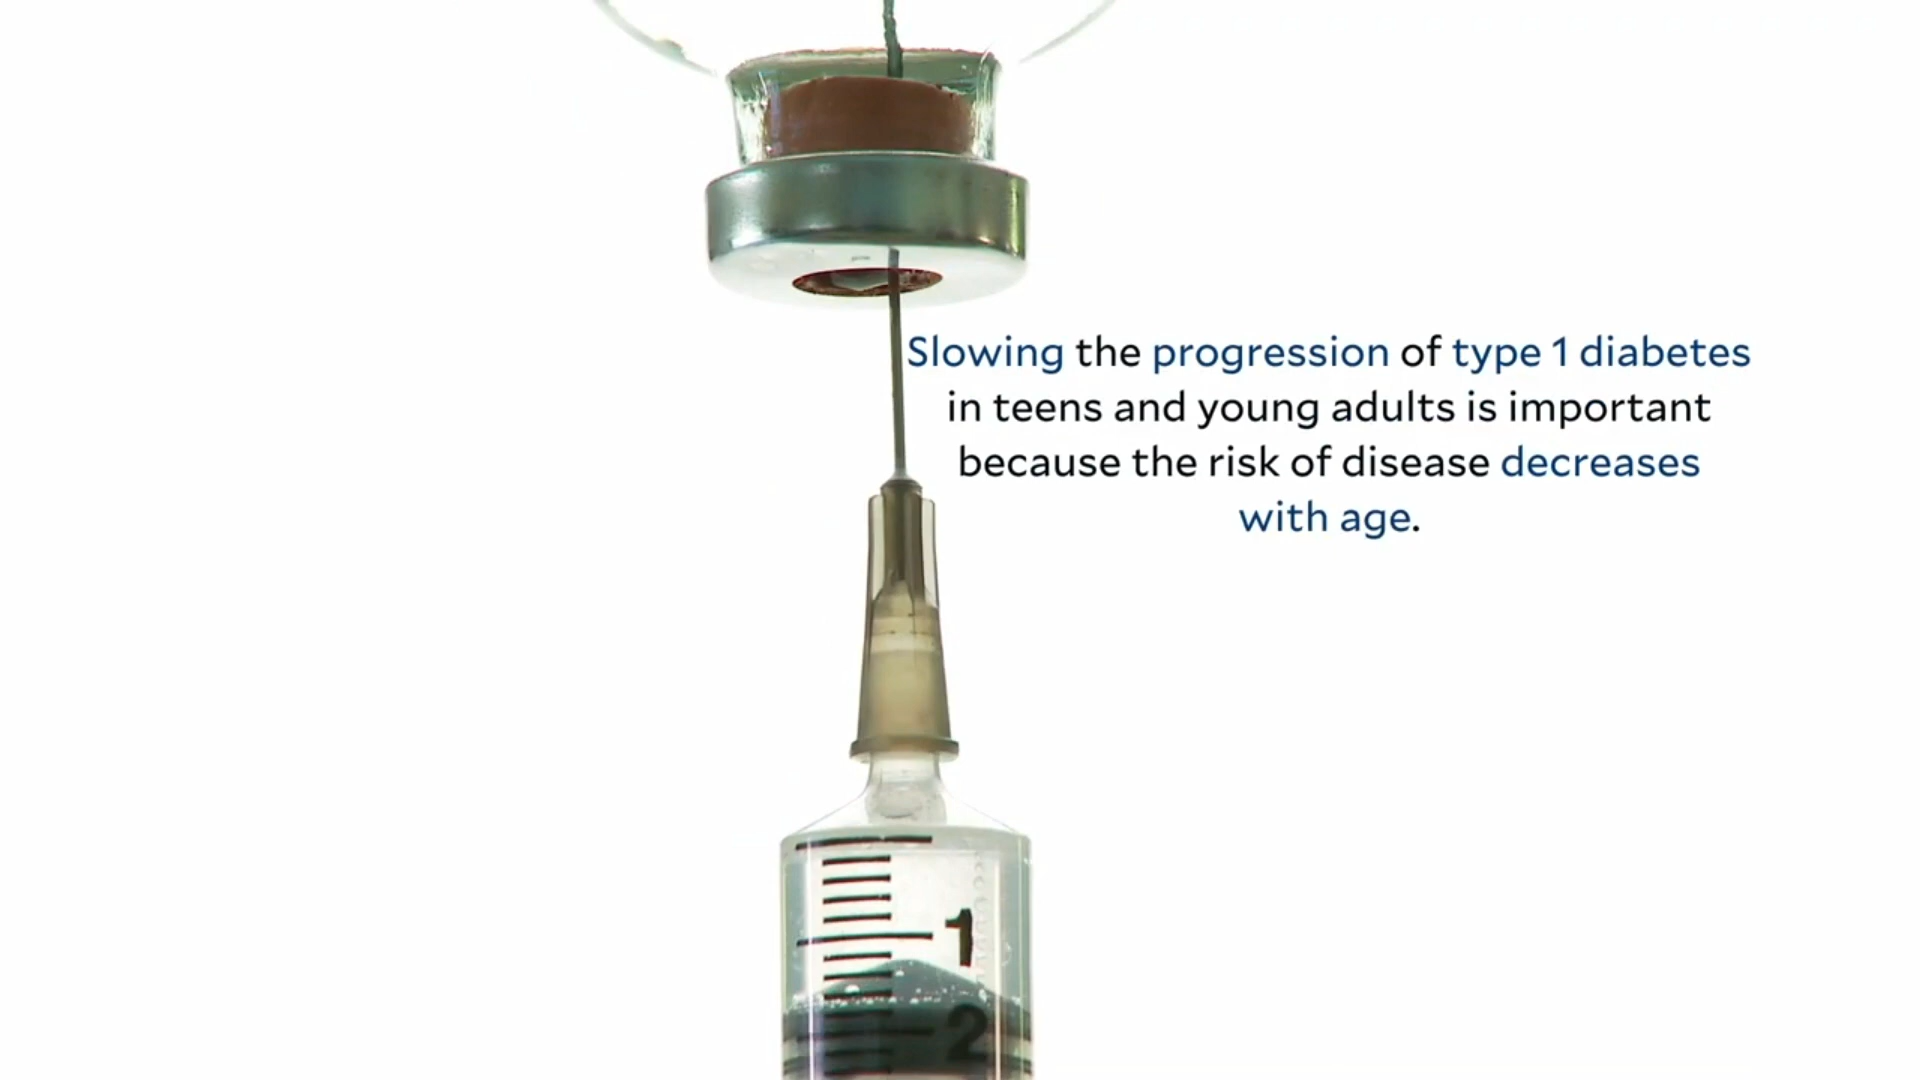 Slowing the progression of type 1 diabetes
in teens and young adults is important
because the risk of disease decreases
with age.
1
2